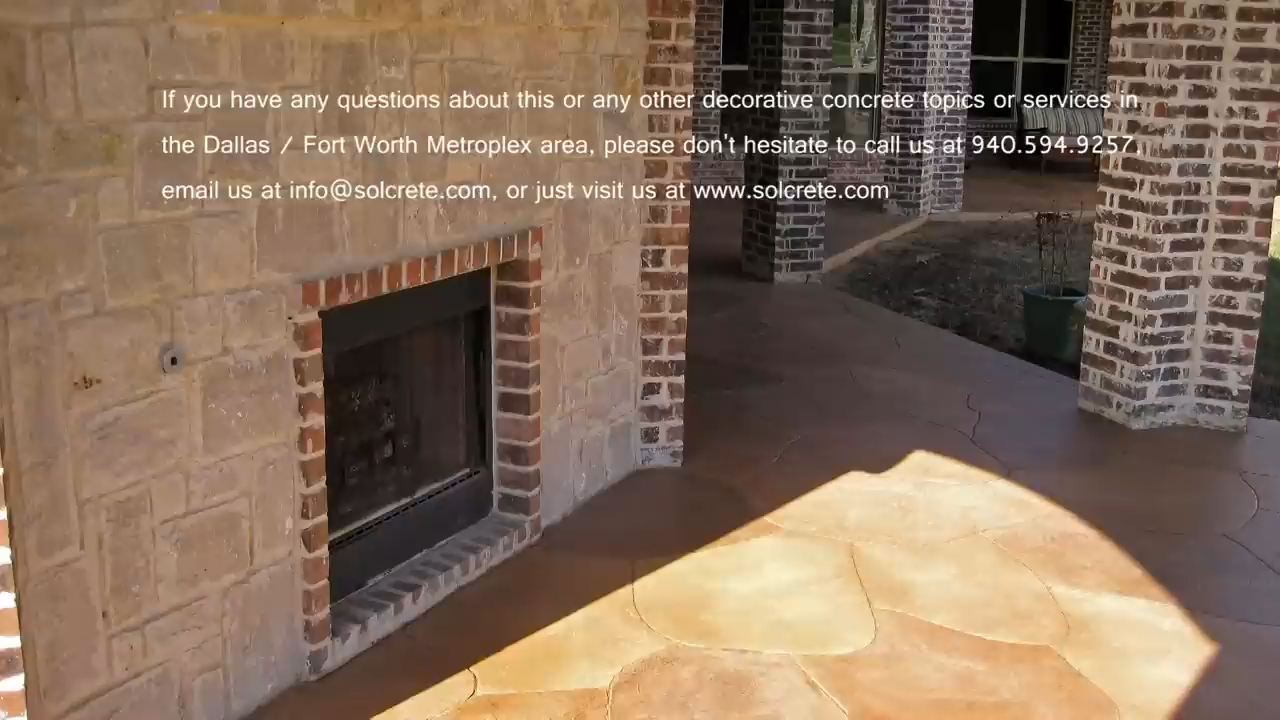 If you have any questions about this or any other decorative concrete topics or services in
the Dallas / Fort Worth Metroplex area, please don't hesitate to call us at 940.594.9257,
email us at info@solcrete.com, or just visit us at www.solcrete.com